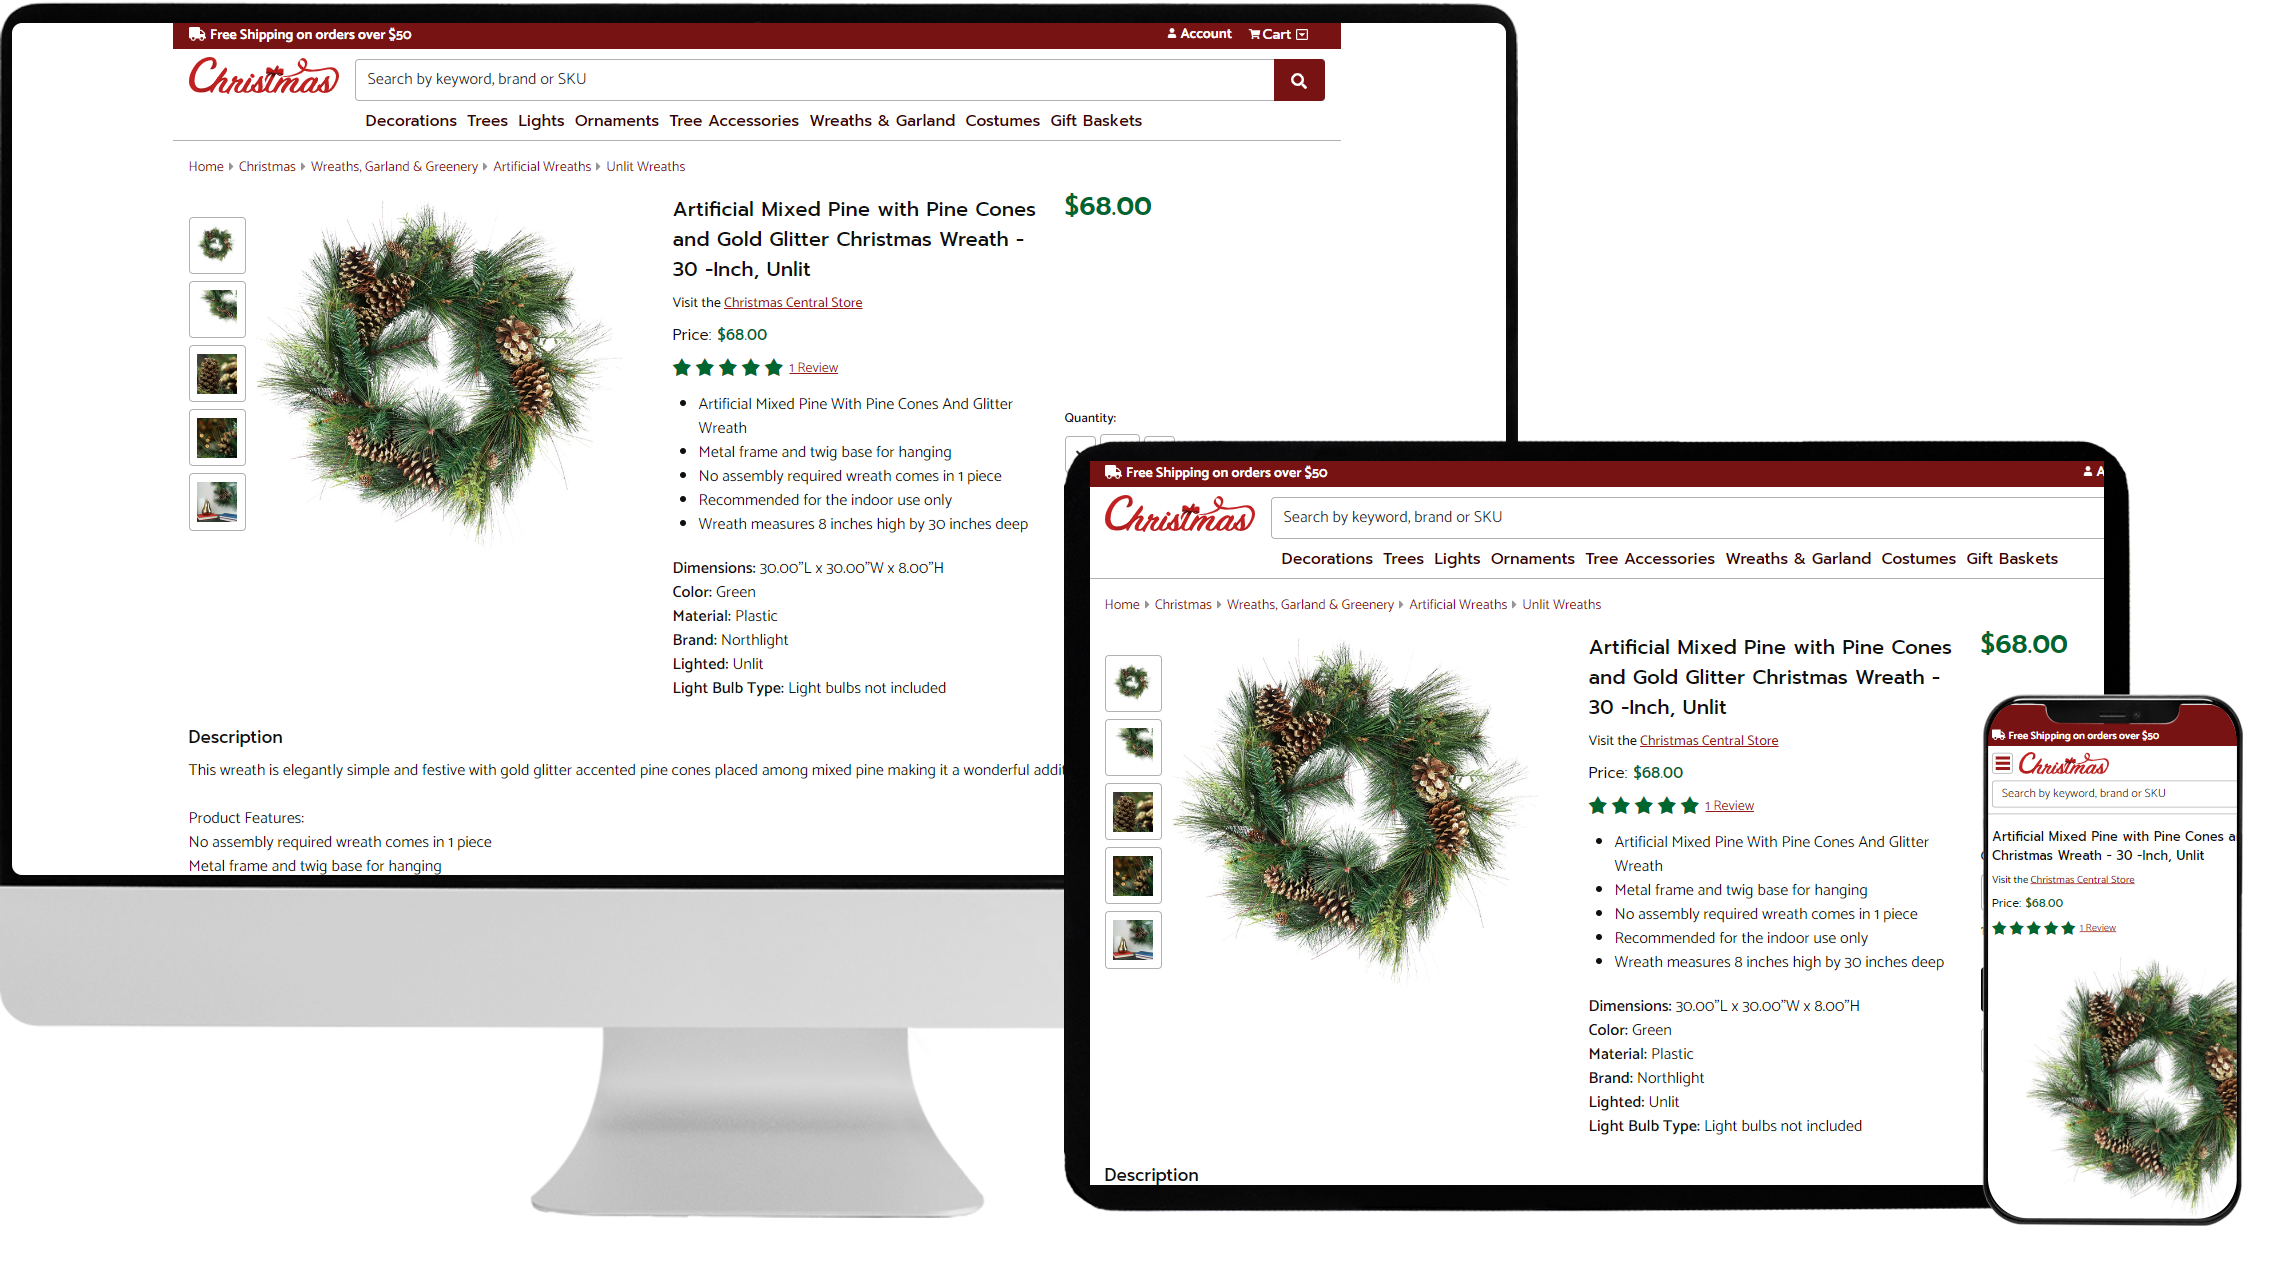 Free Shipping on orders over $50
Account Cart
Christmas
Search by keyword, brand or SKU
Decorations Trees Lights Ornaments Tree Accessories Wreaths & Garland Costumes Gift Baskets
Home Christmas Wreaths, Garland & Greenery Artificial Wreaths Unlit Wreaths
Artificial Mixed Pine with Pine Cones
and Gold Glitter Christmas Wreath -
30 -Inch, Unlit
$68.00
Visit the Christmas Central Store
Price: $68.00
1 Review
Artificial Mixed Pine With Pine Cones And Glitter
Wreath
Metal frame and twig base for hanging
No assembly required wreath comes in 1 piece
Recommended for the indoor use only
Wreath measures 8 inches high by 30 inches deep
Quantity:
Dimensions: 30.00”L x 30.00”W x 8.00”H
Color: Green
Material: Plastic
Brand: Northlight
Lighted: Unlit
Light Bulb Type: Light bulbs not included
Description
This wreath is elegantly simple and festive with gold glitter accented pine cones placed among mixed pine making it a wonderful addi
Product Features:
No assembly required wreath comes in 1 piece
Metal frame and twig base for hanging
Free Shipping on orders over $50
A
Christmas
Search by keyword, brand or SKU
Decorations Trees Lights Ornaments Tree Accessories Wreaths & Garland Costumes Gift Baskets
Home Christmas Wreaths, Garland & Greenery Artificial Wreaths Unlit Wreaths
Artificial Mixed Pine with Pine Cones
and Gold Glitter Christmas Wreath -
30 -Inch, Unlit
$68.00
Visit the Christmas Central Store
Price: $68.00
1 Review
Artificial Mixed Pine With Pine Cones And Glitter
Wreath
Metal frame and twig base for hanging
No assembly required wreath comes in 1 piece
Recommended for the indoor use only
Wreath measures 8 inches high by 30 inches deep
Dimensions: 30.00”L x 30.00”W x 8.00”H
Color: Green
Material: Plastic
Brand: Northlight
Lighted: Unlit
Light Bulb Type: Light bulbs not included
Description
Free Shipping on orders over $50
Christmas
Search by keyword, brand or SKU
Artificial Mixed Pine with Pine Cones a
Christmas Wreath - 30 -Inch, Unlit
Visit the Christmas Central Store
Price: $68.00
1 Review